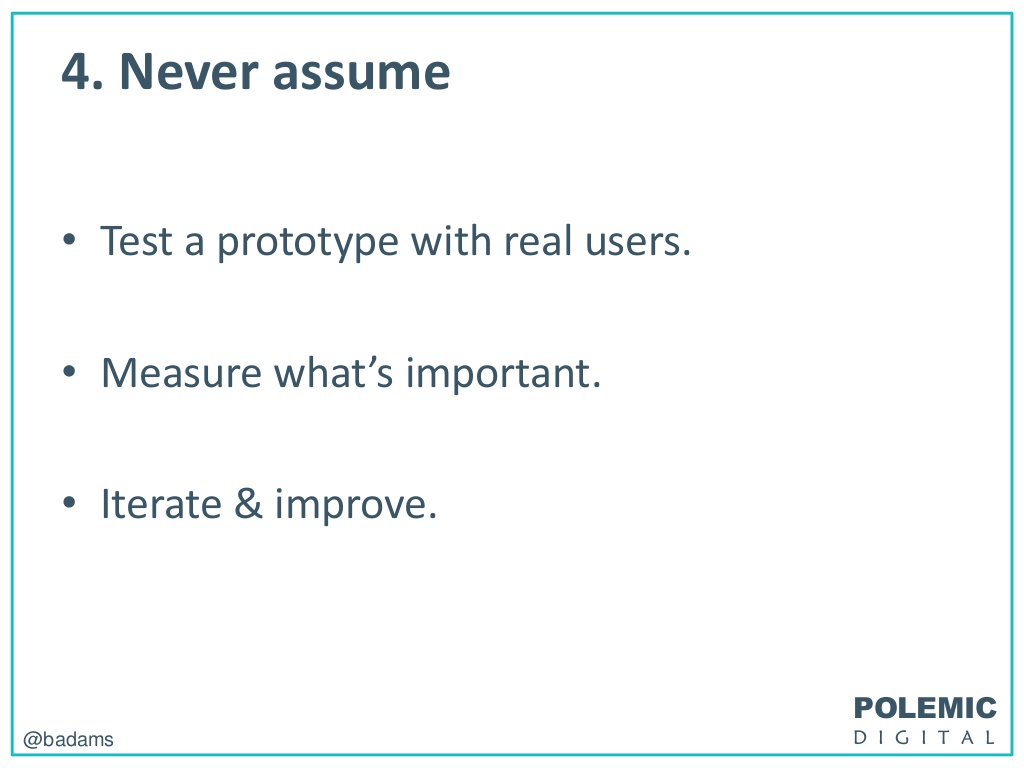 4. Never assume
• Test a prototype with real users.
• Measure what’s important.
• Iterate & improve.
POLEMIC
DIGITAL
@badams